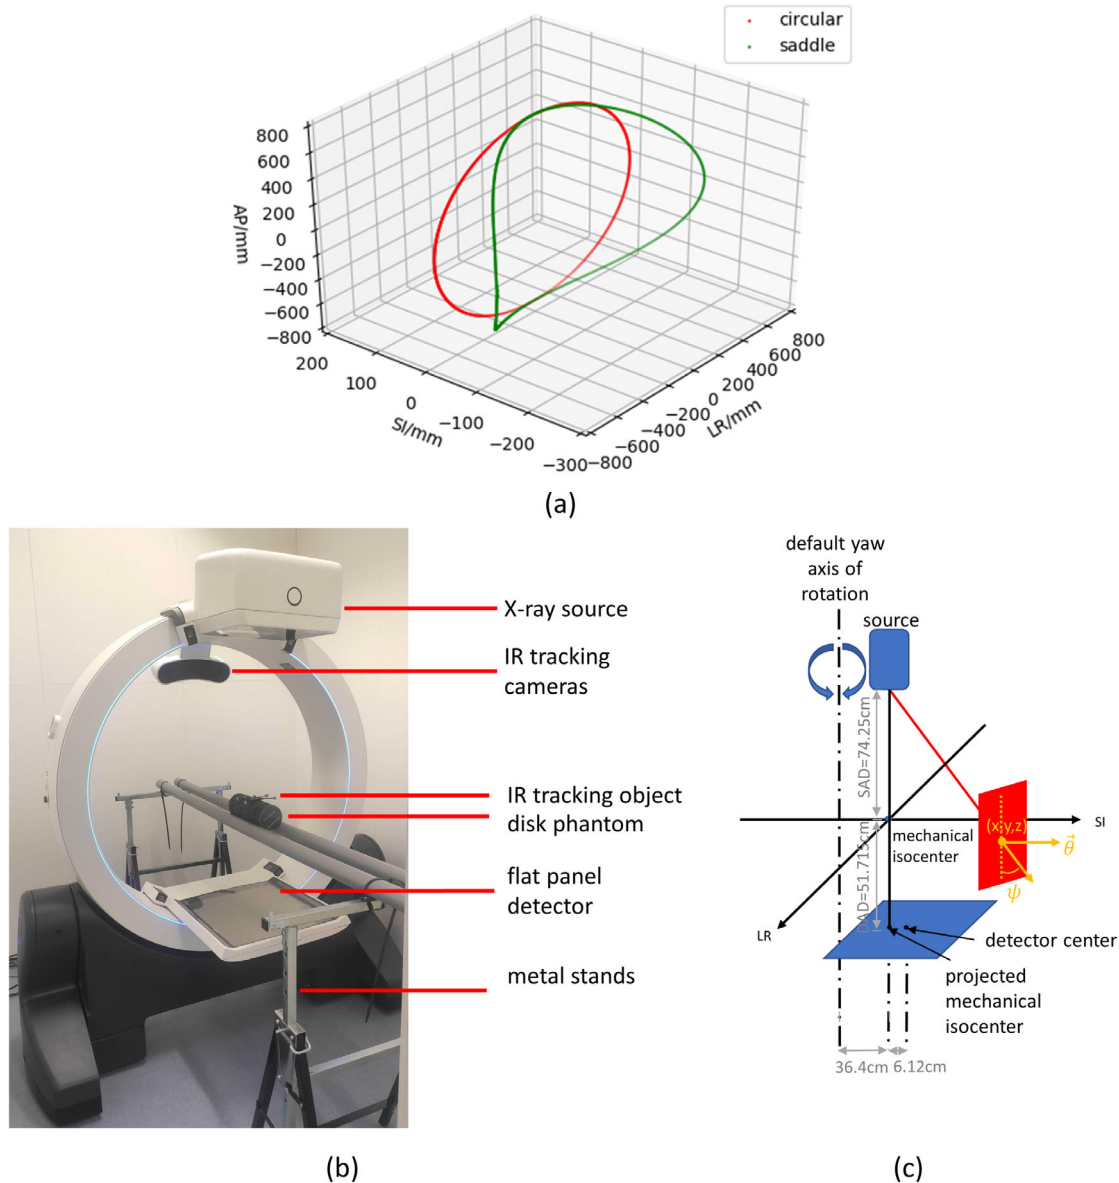 circular
saddle
800
600
400
200
0
−200
−400
−600
−800
AP/mm
200
100
0
−100
−200
−300
SI/mm
−800
−600
−400
−200
0
200
400
600
800
LR/mm
(a)
X-ray source
IR tracking
cameras
IR tracking object
disk phantom
flat panel
detector
metal stands
(b)
default yaw
axis of
rotation
source
SAD=74.25cm
SI
(x,y,z)
θ⃗
ψ
mechanical
isocenter
DAD=51.715cm
LR
detector center
projected
mechanical
isocenter
36.4cm 6.12cm
(c)